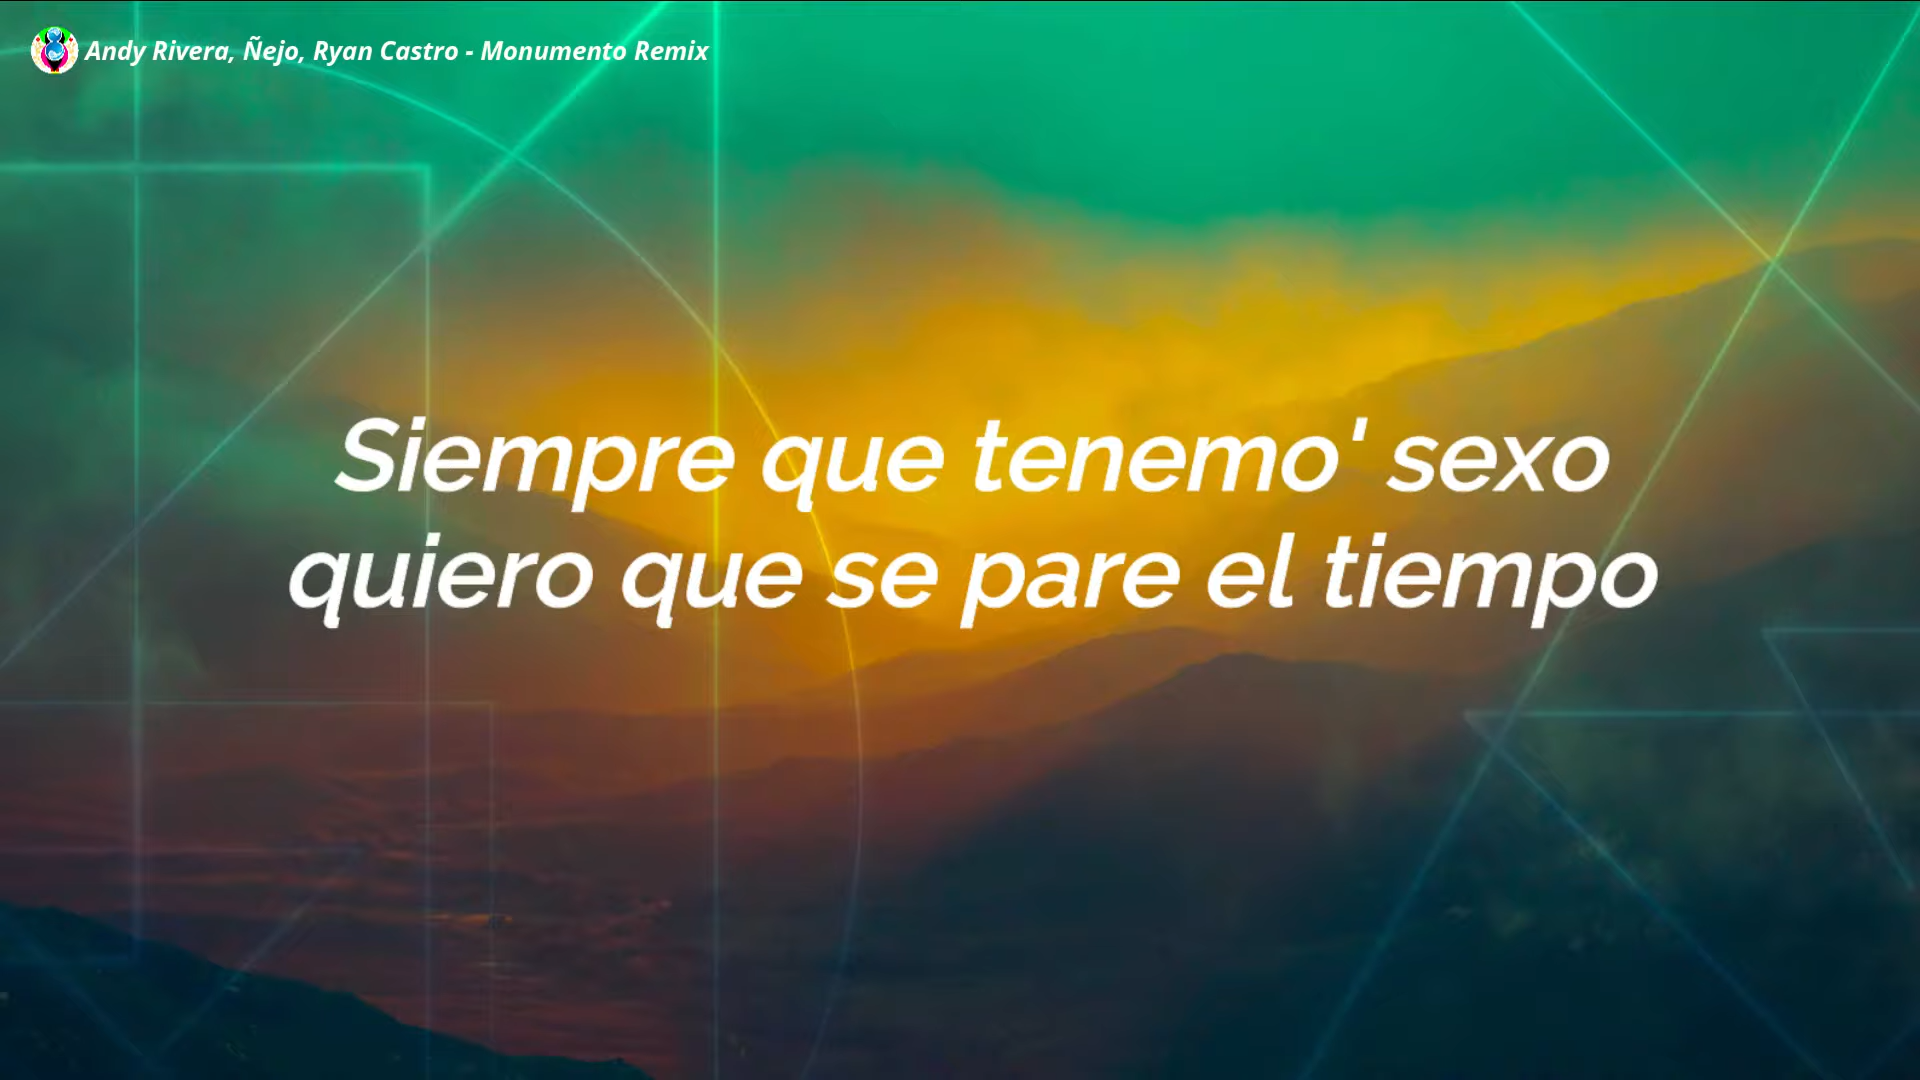 Andy Rivera, Ñejo, Ryan Castro - Monumento Remix
Siempre que tenemo' sexo
quiero que se pare el tiempo